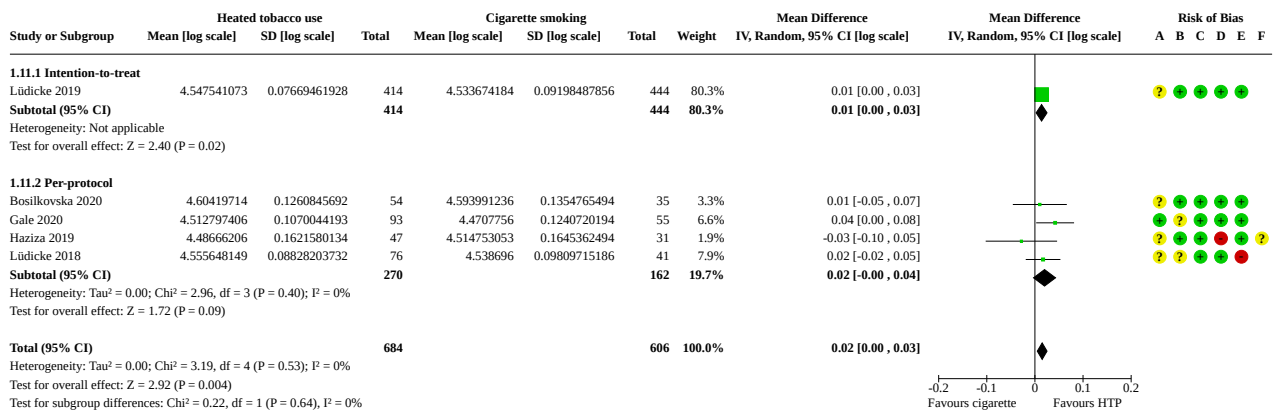 Heated tobacco use Cigarette smoking Mean Difference Mean Difference Risk of Bias
Study or Subgroup Mean [log scale] SD [log scale] Total Mean [log scale] SD [log scale] Total Weight IV, Random, 95% CI [log scale] IV, Random, 95% CI [log scale] A B C D E F
1.11.1 Intention-to-treat
Lüdicke 2019 4.547541073 0.07669461928 414 4.533674184 0.09198487856 444 80.3% 0.01 [0.00 , 0.03] ? + + + +
Subtotal (95% CI) 414 444 80.3% 0.01 [0.00 , 0.03]
Heterogeneity: Not applicable
Test for overall effect: Z = 2.40 (P = 0.02)
1.11.2 Per-protocol
Bosilkovska 2020 4.60419714 0.1260845692 54 4.593991236 0.1354765494 35 3.3% 0.01 [-0.05 , 0.07] ? + + + +
Gale 2020 4.512797406 0.1070044193 93 4.4707756 0.1240720194 55 6.6% 0.04 [0.00 , 0.08] + ? + + +
Haziza 2019 4.48666206 0.1621580134 47 4.514753053 0.1645362494 31 1.9% -0.03 [-0.10 , 0.05] ? + + - + ?
Lüdicke 2018 4.555648149 0.08828203732 76 4.538696 0.09809715186 41 7.9% 0.02 [-0.02 , 0.05] ? ? + + -
Subtotal (95% CI) 270 162 19.7% 0.02 [-0.00 , 0.04]
Heterogeneity: Tau² = 0.00; Chi² = 2.96, df = 3 (P = 0.40); I² = 0%
Test for overall effect: Z = 1.72 (P = 0.09)
Total (95% CI) 684 606 100.0% 0.02 [0.00 , 0.03]
Heterogeneity: Tau² = 0.00; Chi² = 3.19, df = 4 (P = 0.53); I² = 0%
Test for overall effect: Z = 2.92 (P = 0.004)
-0.2 -0.1 0 0.1 0.2
Test for subgroup differences: Chi² = 0.22, df = 1 (P = 0.64), I² = 0%
Favours cigarette Favours HTP